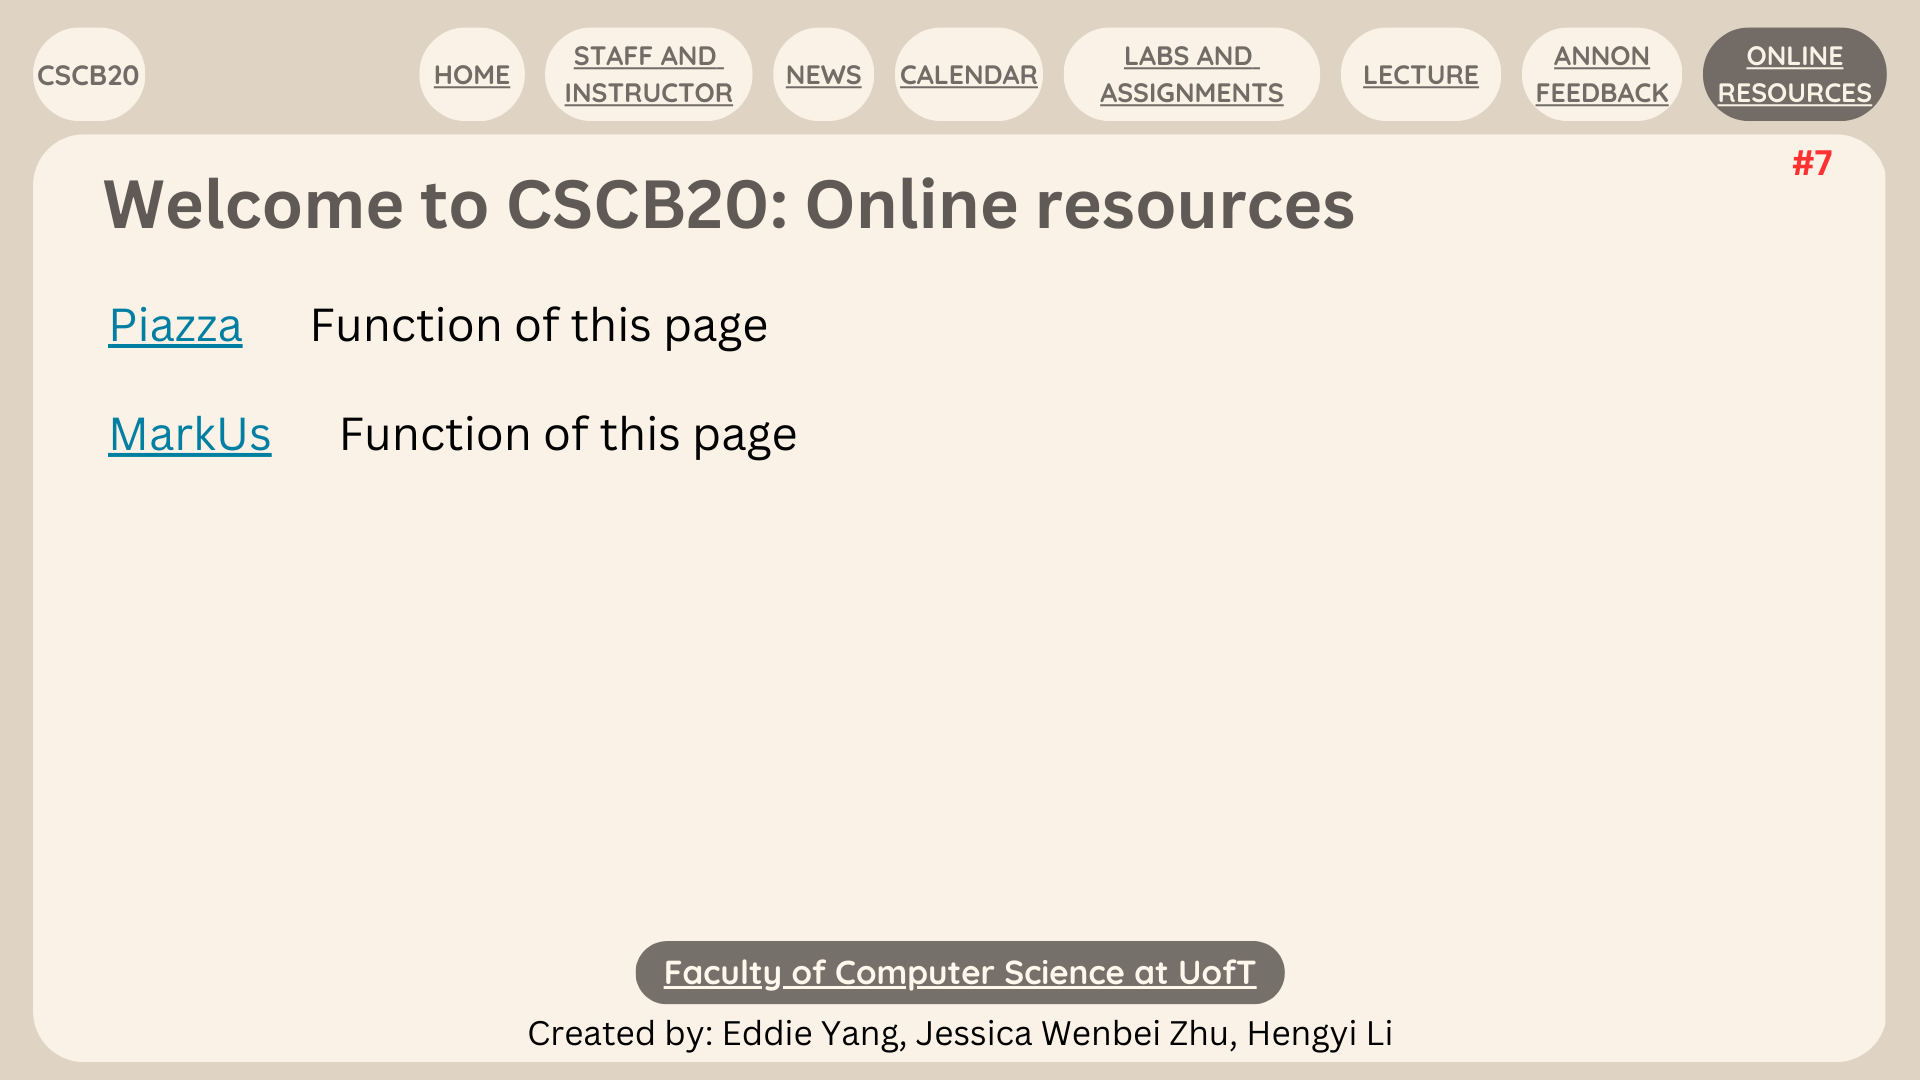 CSCB20
HOME
STAFF AND
INSTRUCTOR
NEWS
CALENDAR
LABS AND
ASSIGNMENTS
LECTURE
ANNON
FEEDBACK
ONLINE
RESOURCES
#7
Welcome to CSCB20: Online resources
Piazza Function of this page
MarkUs Function of this page
Faculty of Computer Science at UofT
Created by: Eddie Yang, Jessica Wenbei Zhu, Hengyi Li